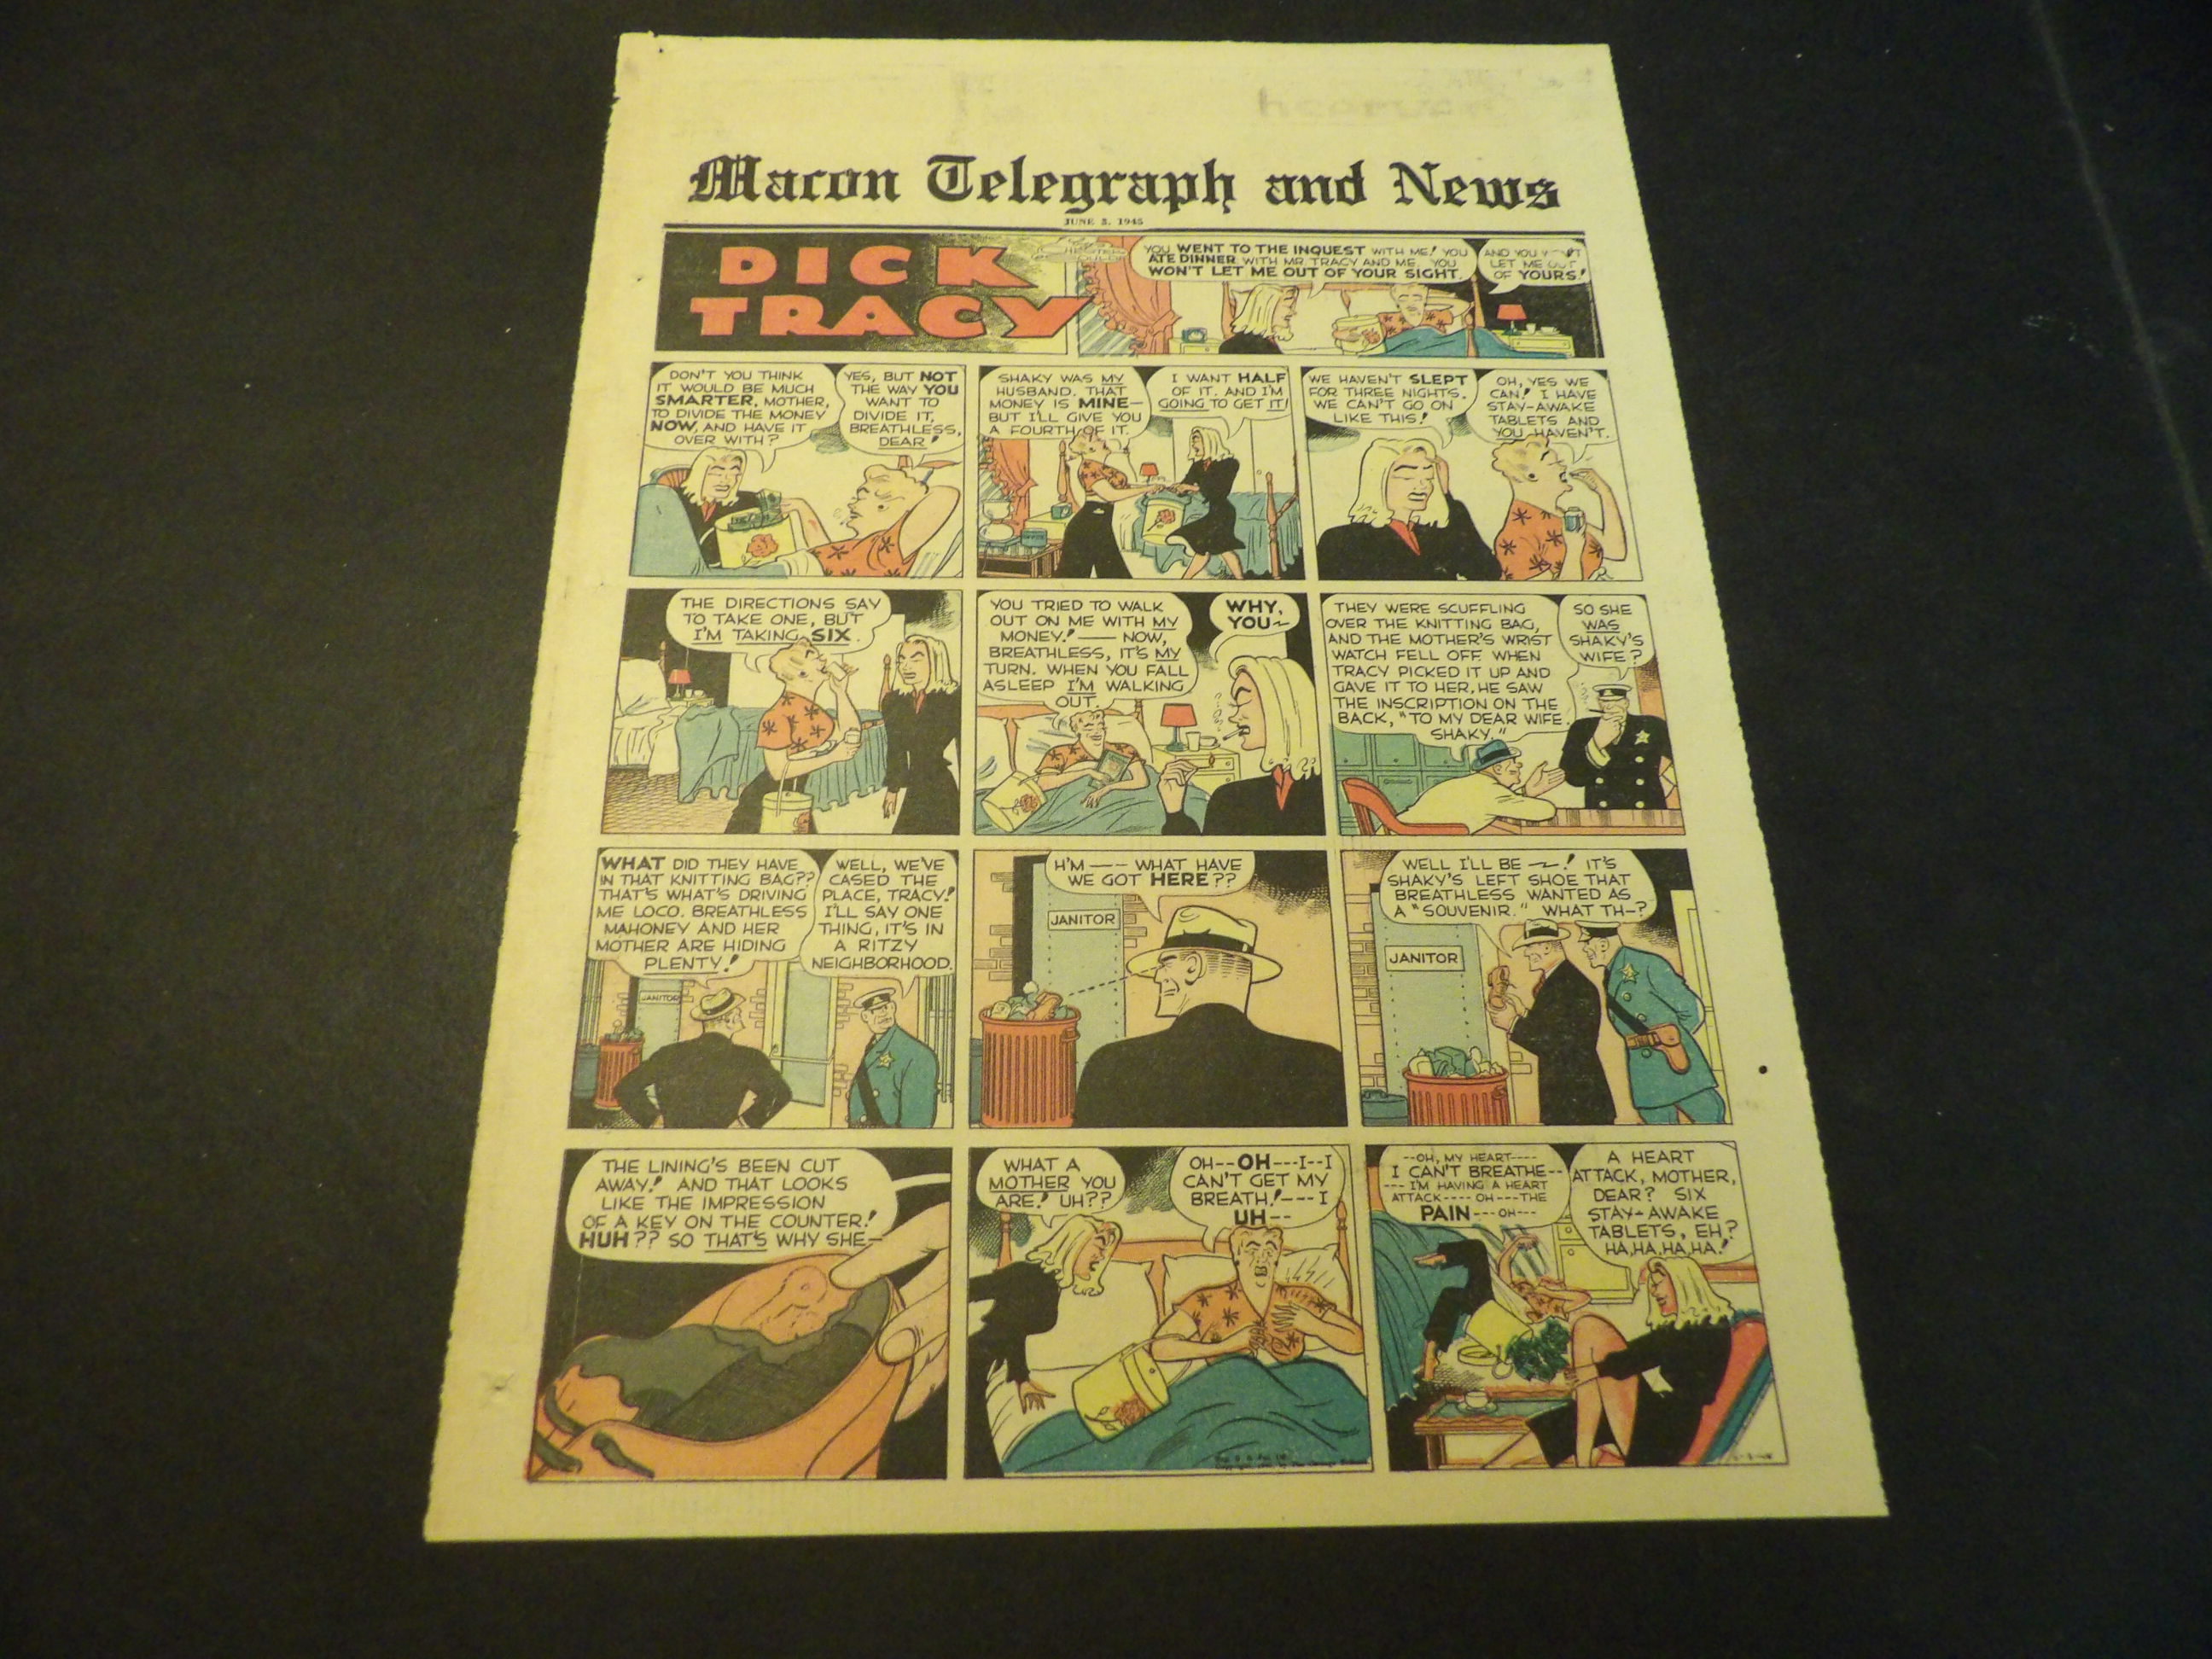 Macon Telegraph and News
JUNE 3, 1945
DICK
TRACY
YOU WENT TO THE INQUEST WITH ME! YOU
ATE DINNER WITH MR. TRACY AND ME. YOU
WON'T LET ME OUT OF YOUR SIGHT.
AND YOU WON'T
LET ME OUT
OF YOURS!
DON'T YOU THINK
IT WOULD BE MUCH
SMARTER, MOTHER,
TO DIVIDE THE MONEY
NOW, AND HAVE IT
OVER WITH?
YES, BUT NOT
THE WAY YOU
WANT TO
DIVIDE IT,
BREATHLESS,
DEAR!
SHAKY WAS MY
HUSBAND. THAT
MONEY IS MINE—
BUT I'LL GIVE YOU
A FOURTH OF IT.
I WANT HALF
OF IT. AND I'M
GOING TO GET IT!
WE HAVEN'T SLEPT
FOR THREE NIGHTS.
WE CAN'T GO ON
LIKE THIS!
OH, YES WE
CAN! I HAVE
STAY-AWAKE
TABLETS AND
YOU HAVEN'T.
THE DIRECTIONS SAY
TO TAKE ONE, BUT
I'M TAKING SIX.
YOU TRIED TO WALK
OUT ON ME WITH MY
MONEY! — NOW,
BREATHLESS, IT'S MY
TURN. WHEN YOU FALL
ASLEEP I'M WALKING
OUT.
WHY,
YOU~
THEY WERE SCUFFLING
OVER THE KNITTING BAG,
AND THE MOTHER'S WRIST
WATCH FELL OFF. WHEN
TRACY PICKED IT UP AND
GAVE IT TO HER, HE SAW
THE INSCRIPTION ON THE
BACK, "TO MY DEAR WIFE.
SHAKY."
SO SHE
WAS
SHAKY'S
WIFE?
WHAT DID THEY HAVE
IN THAT KNITTING BAG??
THAT'S WHAT'S DRIVING
ME LOCO. BREATHLESS
MAHONEY AND HER
MOTHER ARE HIDING
PLENTY!
WELL, WE'VE
CASED THE
PLACE, TRACY!
I'LL SAY ONE
THING, IT'S IN
A RITZY
NEIGHBORHOOD.
JANITOR
H'M — — WHAT HAVE
WE GOT HERE??
JANITOR
WELL I'LL BE —~! IT'S
SHAKY'S LEFT SHOE THAT
BREATHLESS WANTED AS
A "SOUVENIR." WHAT TH—?
JANITOR
THE LINING'S BEEN CUT
AWAY! AND THAT LOOKS
LIKE THE IMPRESSION
OF A KEY ON THE COUNTER!
HUH?? SO THAT'S WHY SHE—
WHAT A
MOTHER YOU
ARE! UH??
OH--OH---I--I
CAN'T GET MY
BREATH!---I
UH--
--OH, MY HEART----
I CAN'T BREATHE--
--- I'M HAVING A HEART
ATTACK---- OH---THE
PAIN---OH---
A HEART
ATTACK, MOTHER,
DEAR? SIX
STAY-AWAKE
TABLETS, EH?
HA, HA, HA, HA!